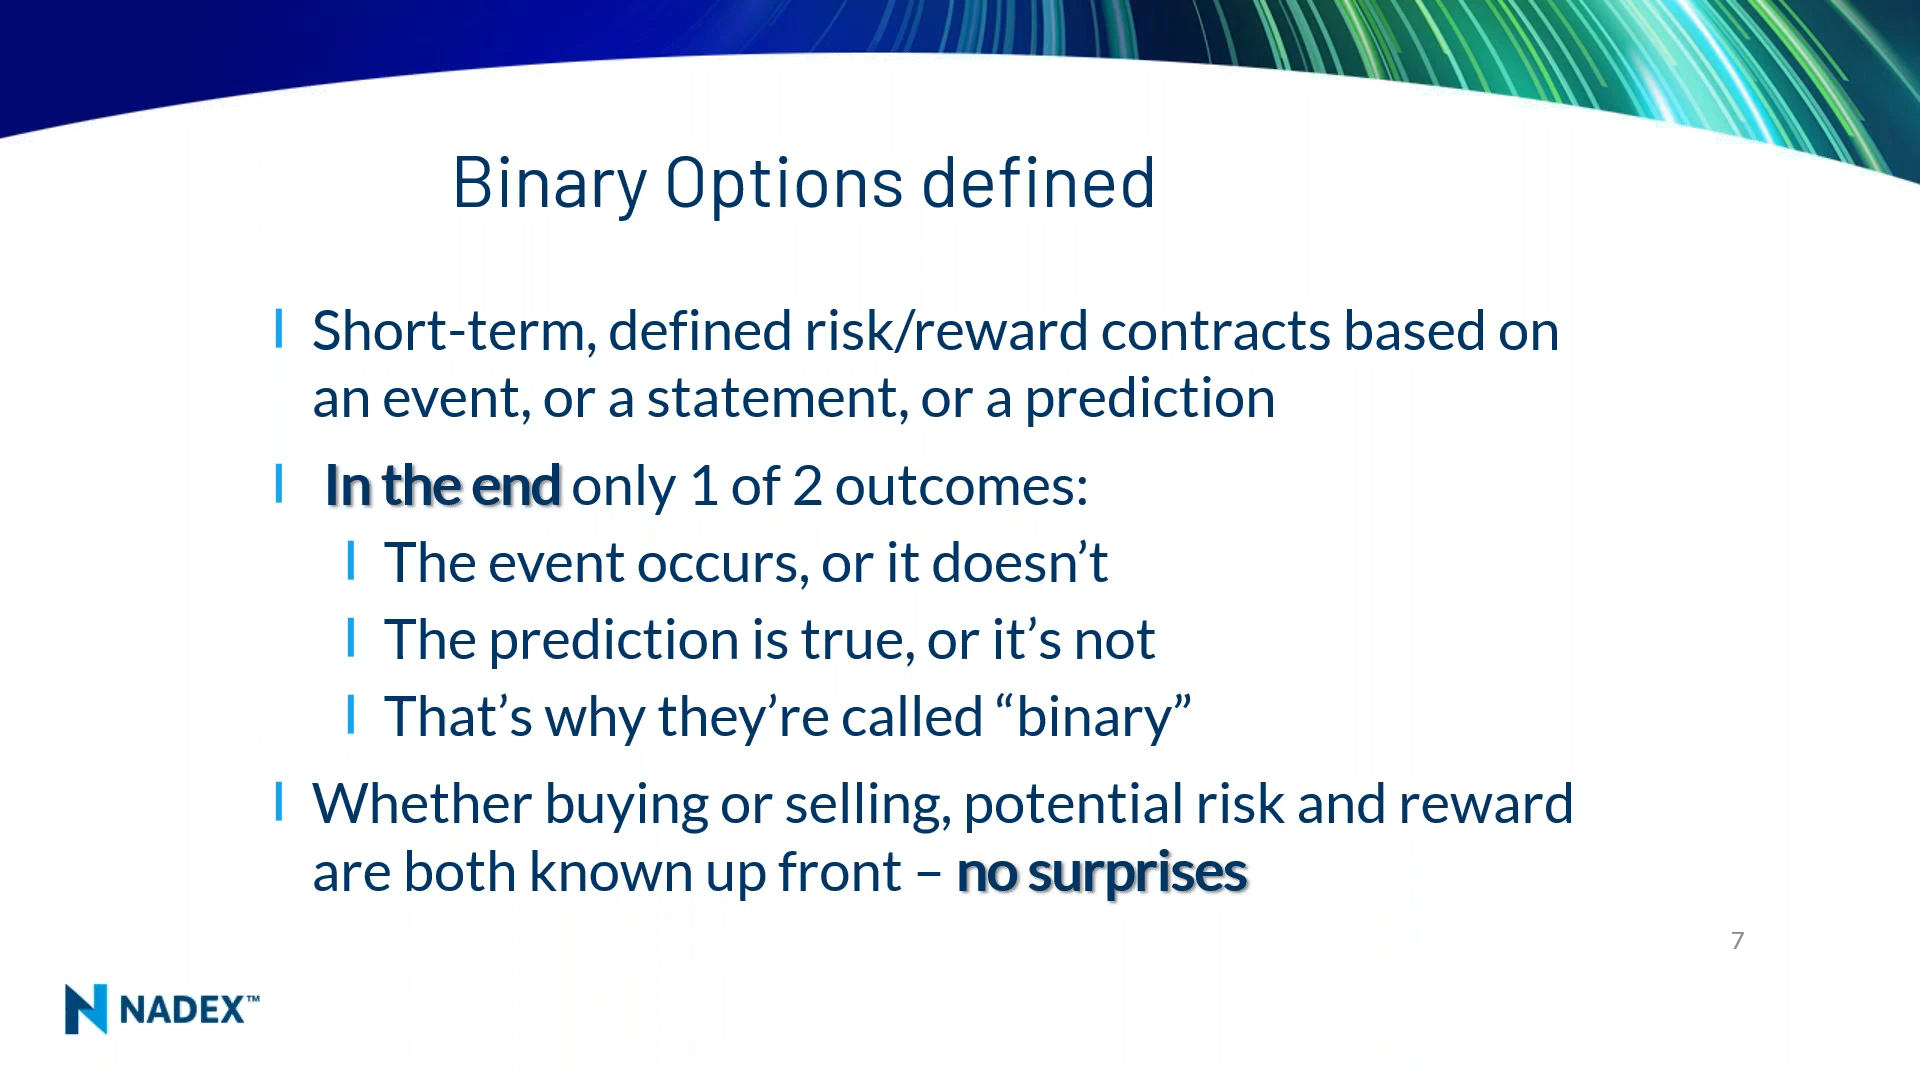 Binary Options defined
Short-term, defined risk/reward contracts based on
an event, or a statement, or a prediction
In the end only 1 of 2 outcomes:
The event occurs, or it doesn’t
The prediction is true, or it’s not
That’s why they’re called “binary”
Whether buying or selling, potential risk and reward
are both known up front – no surprises
7
NADEX™